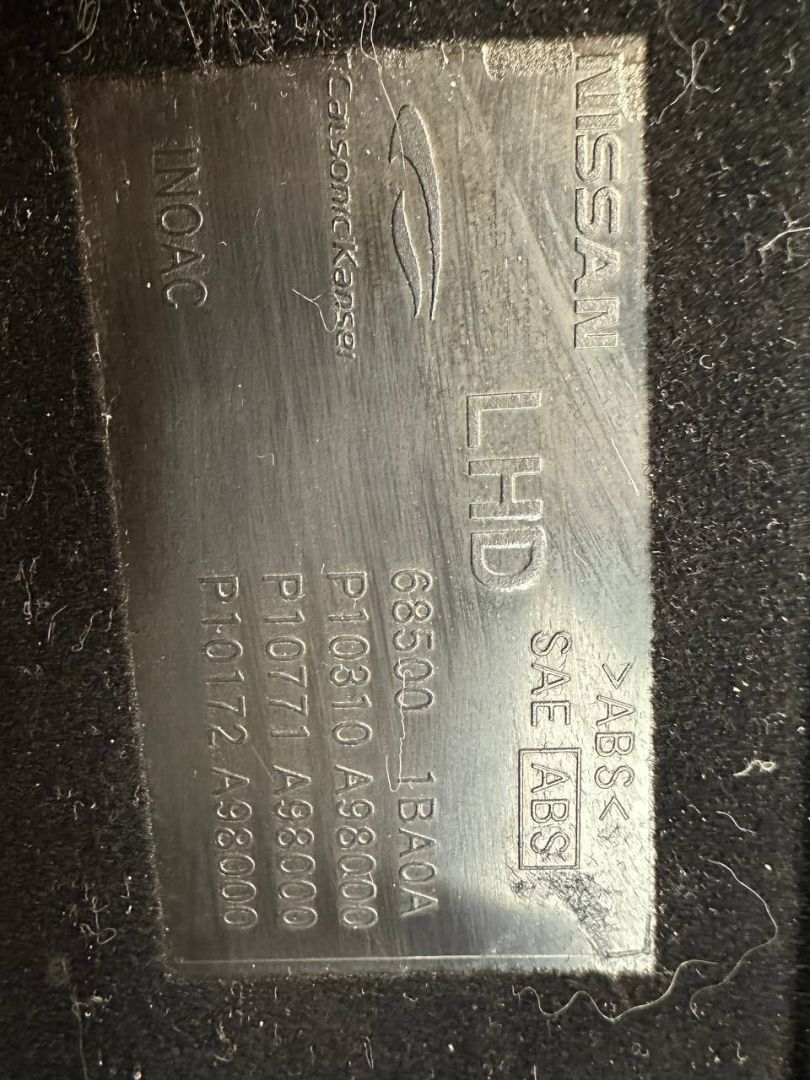 NISSAN
>ABS<
LHD
SAE ABS
CalsonicKansei
68500 1BA0A
P10310 A98000
P10771 A98000
INOAC
P10172 A98000